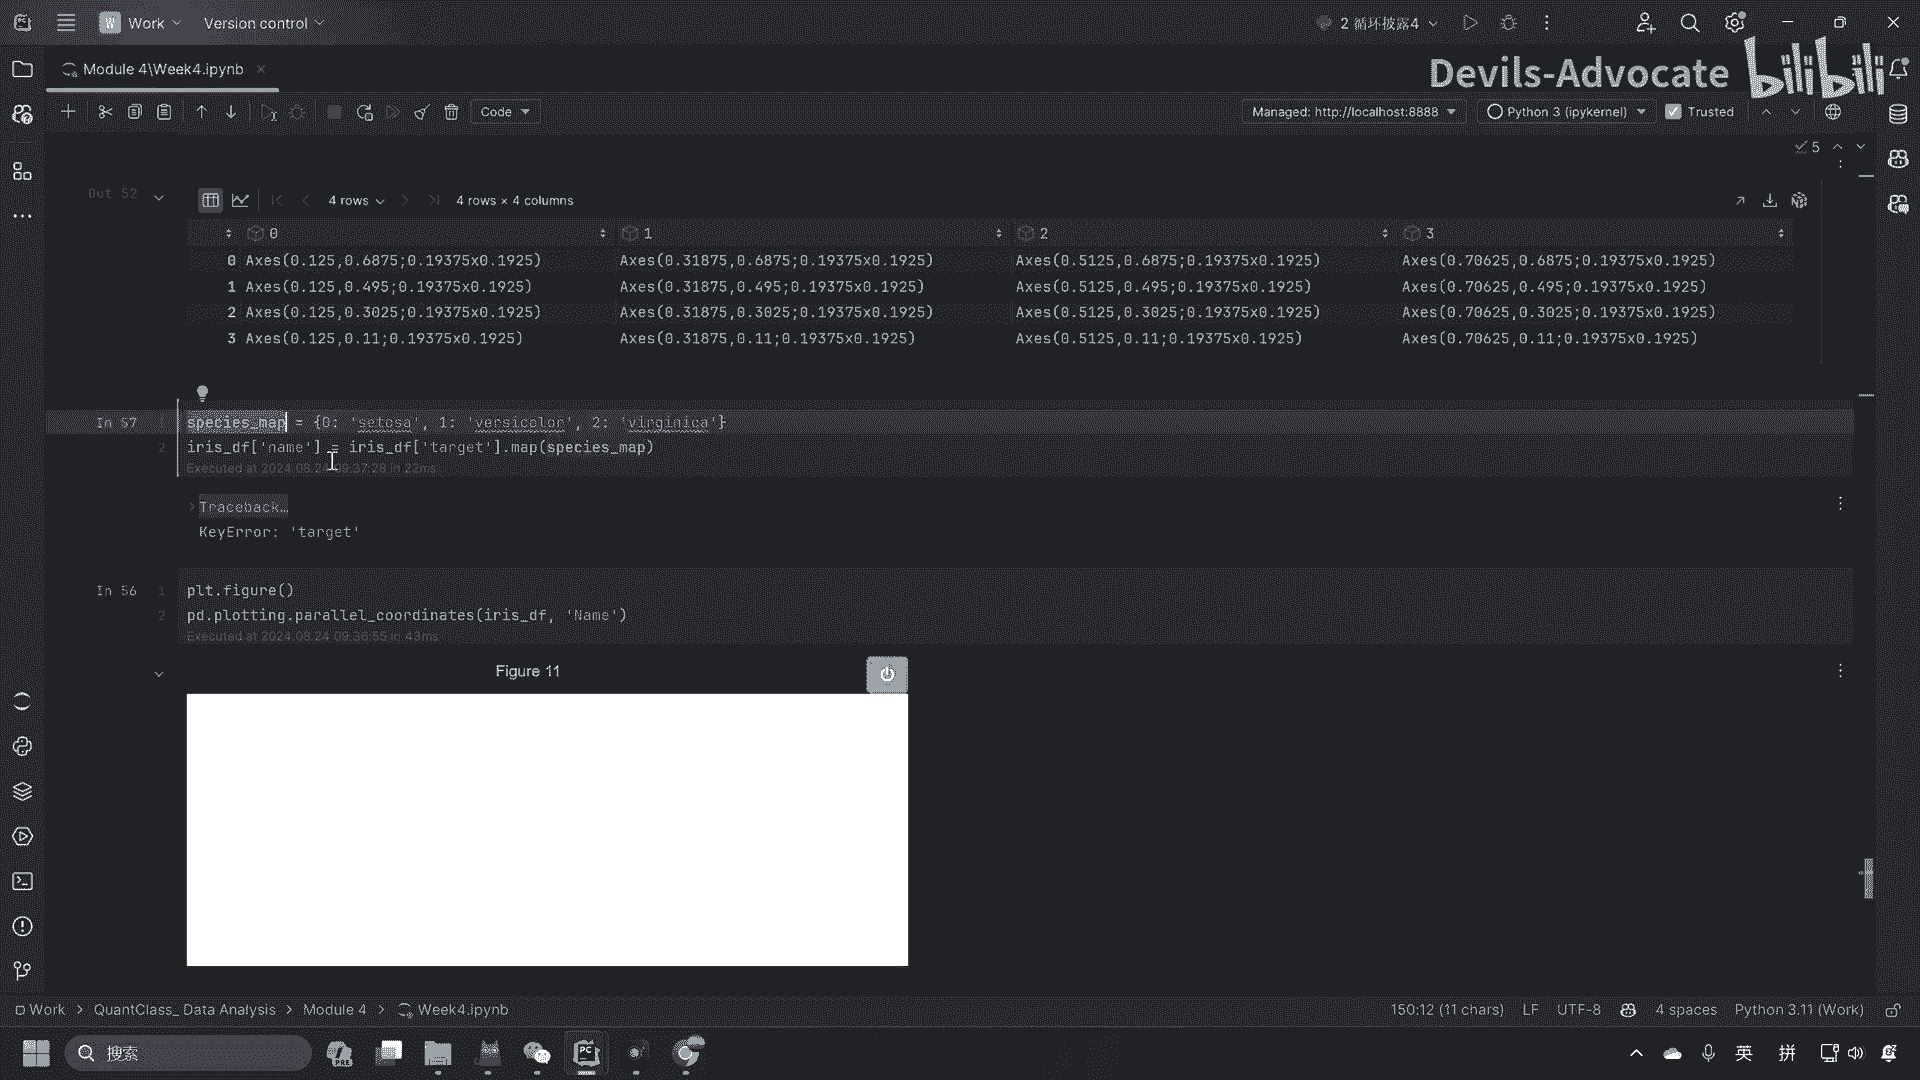 W Work Version control 2 循环披露4
Module 4\Week4.ipynb
Devils-Advocate bilibili
Code Managed: http://localhost:8888 Python 3 (ipykernel) Trusted
5
Out 52
4 rows 4 rows × 4 columns
0 1 2 3
0 Axes(0.125,0.6875;0.19375x0.1925) Axes(0.31875,0.6875;0.19375x0.1925) Axes(0.5125,0.6875;0.19375x0.1925) Axes(0.70625,0.6875;0.19375x0.1925)
1 Axes(0.125,0.495;0.19375x0.1925) Axes(0.31875,0.495;0.19375x0.1925) Axes(0.5125,0.495;0.19375x0.1925) Axes(0.70625,0.495;0.19375x0.1925)
2 Axes(0.125,0.3025;0.19375x0.1925) Axes(0.31875,0.3025;0.19375x0.1925) Axes(0.5125,0.3025;0.19375x0.1925) Axes(0.70625,0.3025;0.19375x0.1925)
3 Axes(0.125,0.11;0.19375x0.1925) Axes(0.31875,0.11;0.19375x0.1925) Axes(0.5125,0.11;0.19375x0.1925) Axes(0.70625,0.11;0.19375x0.1925)
In 57 1 species_map = {0: 'setosa', 1: 'versicolor', 2: 'virginica'}
2 iris_df['name'] = iris_df['target'].map(species_map)
Executed at 2024.08.24 09:37:28 in 22ms
Traceback…
KeyError: 'target'
In 56 1 plt.figure()
2 pd.plotting.parallel_coordinates(iris_df, 'Name')
Executed at 2024.08.24 09:36:55 in 43ms
Figure 11
Work QuantClass_ Data Analysis Module 4 Week4.ipynb 150:12 (11 chars) LF UTF-8 4 spaces Python 3.11 (Work)
搜索 PRE PC 英 拼